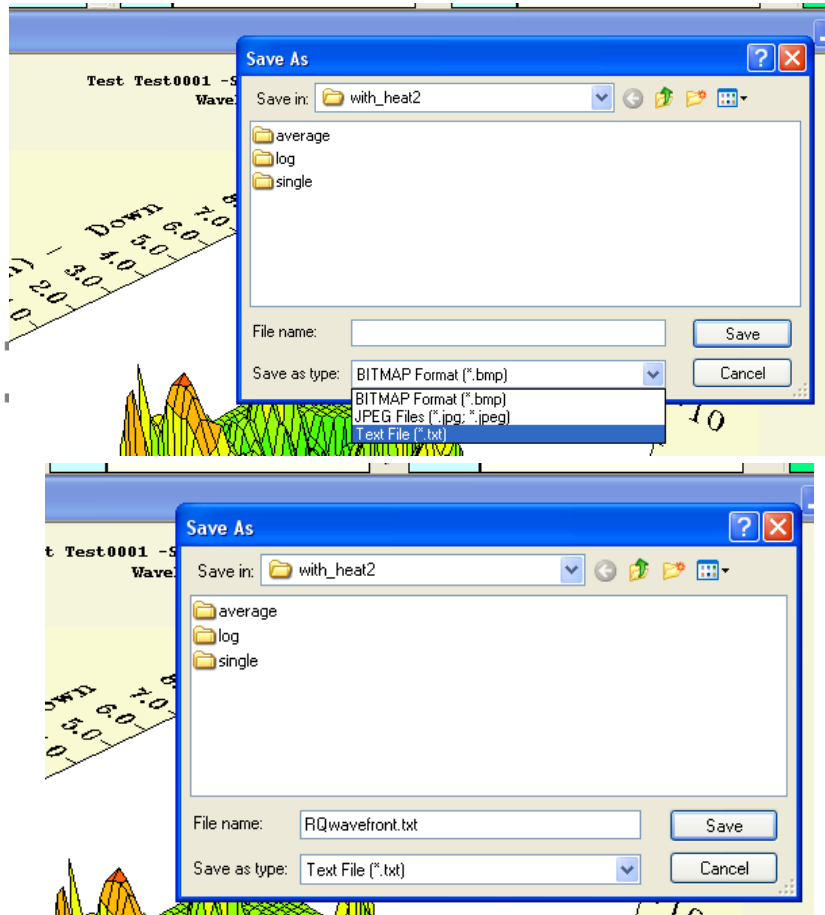 Save As
Test Test0001 -S
Wave
Save in: with_heat2
average
log
single
- Down
7.0
6.0
5.0
4.0
3.0
2.0
File name:
Save
Save as type: BITMAP Format (*.bmp)
Cancel
BITMAP Format (*.bmp)
JPEG Files (*.jpg; *.jpeg)
Text File (*.txt)
10
Save As
t Test0001 -S
Wave
Save in: with_heat2
average
log
single
own
7.0
6.0
5.0
File name: RQwavefront.txt
Save
Save as type: Text File (*.txt)
Cancel